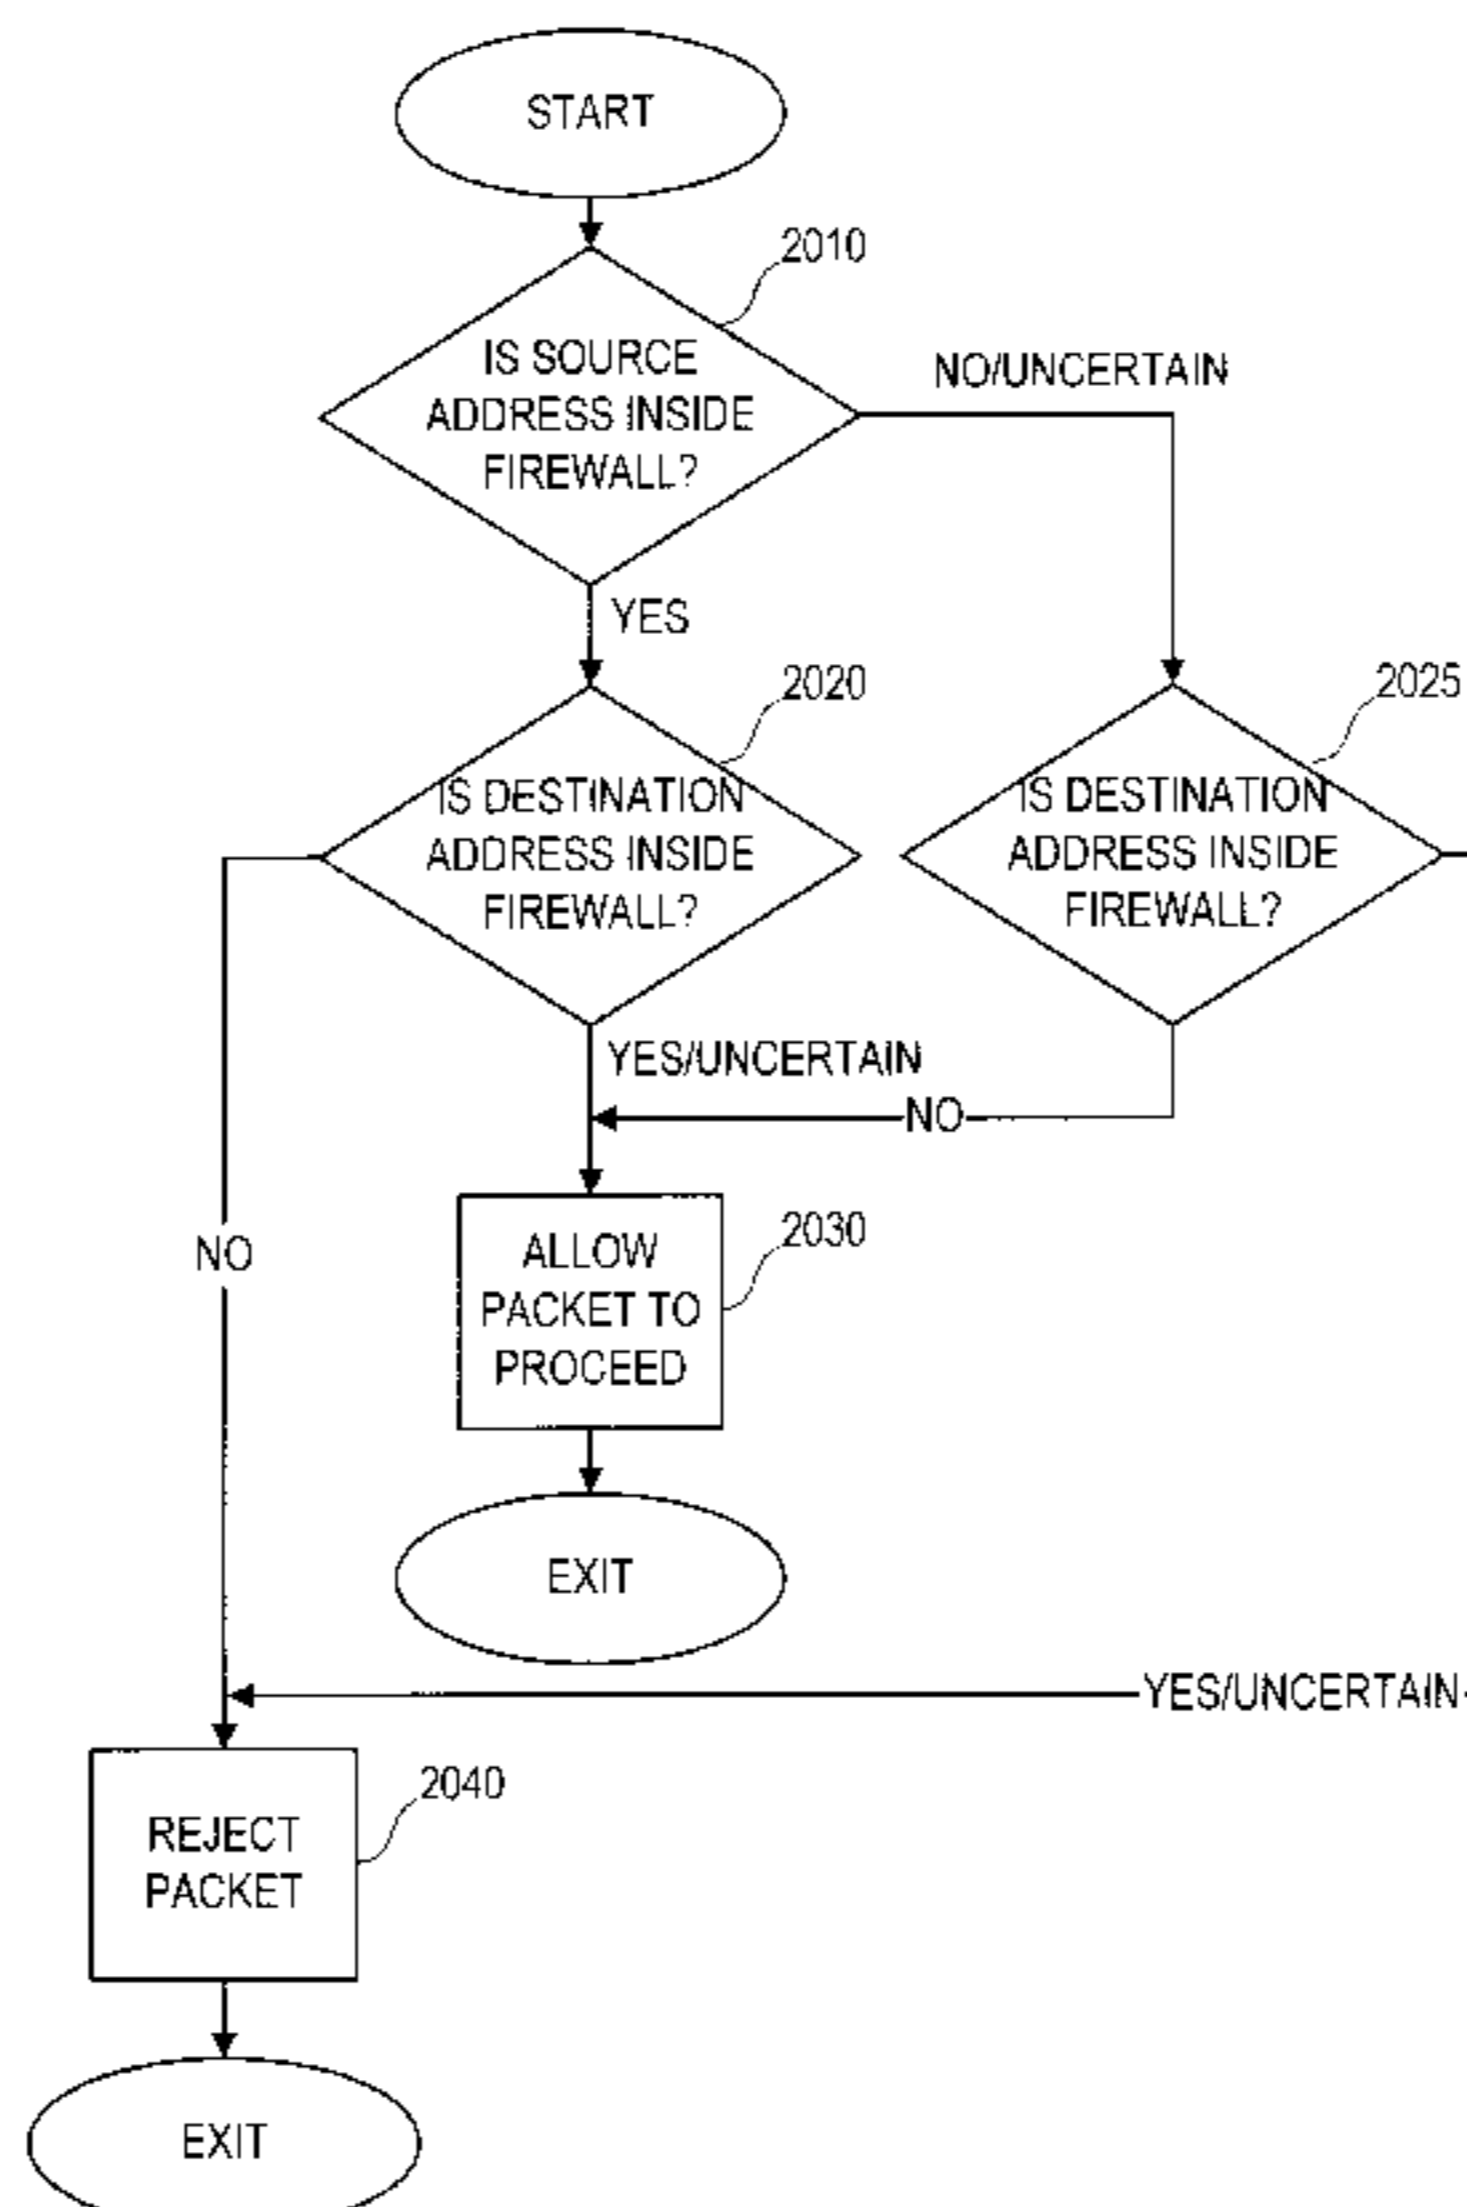 START
2010
IS SOURCE
ADDRESS INSIDE
FIREWALL?
NO/UNCERTAIN
YES
2020
IS DESTINATION
ADDRESS INSIDE
FIREWALL?
2025
IS DESTINATION
ADDRESS INSIDE
FIREWALL?
YES/UNCERTAIN
NO
NO
2030
ALLOW
PACKET TO
PROCEED
EXIT
YES/UNCERTAIN
2040
REJECT
PACKET
EXIT